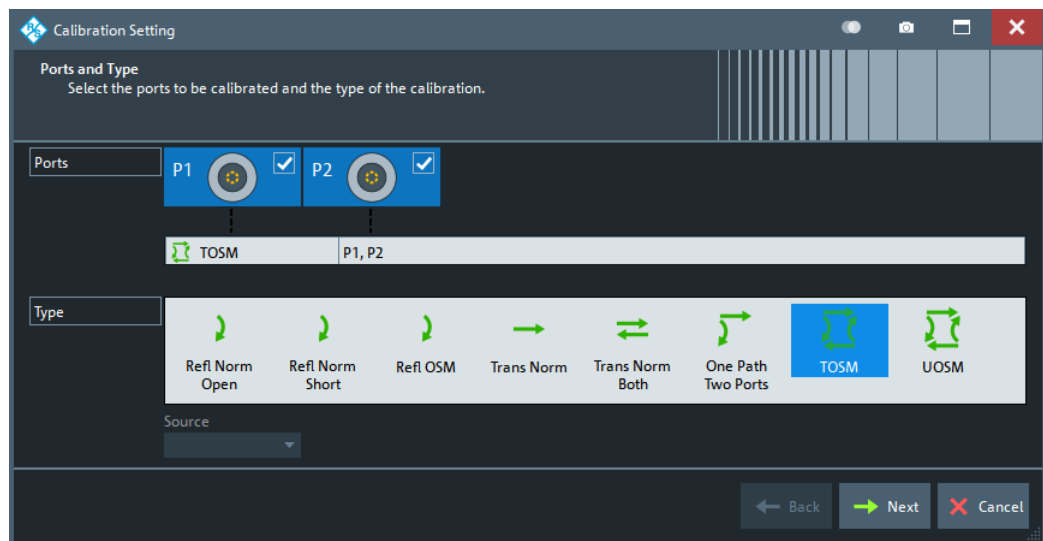 R&S Calibration Setting
Ports and Type
Select the ports to be calibrated and the type of the calibration.
Ports
P1
P2
TOSM
P1, P2
Type
Refl Norm
Open
Refl Norm
Short
Refl OSM
Trans Norm
Trans Norm
Both
One Path
Two Ports
TOSM
UOSM
Source
Back
Next
Cancel